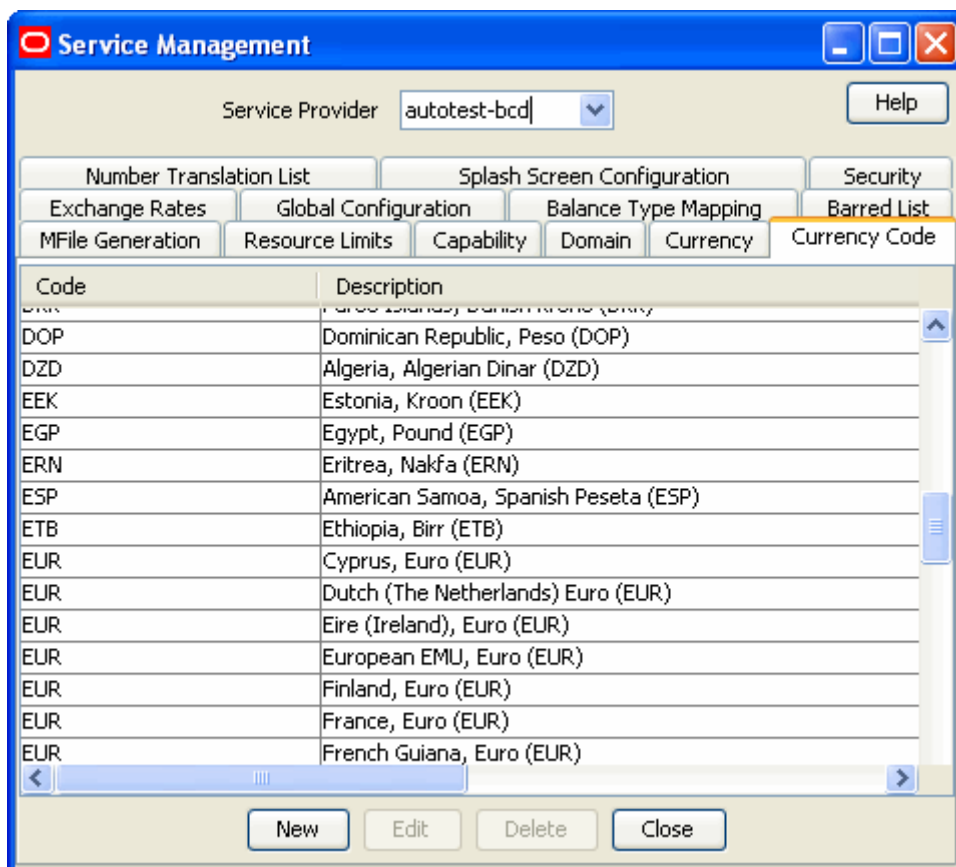 Service Management
Service Provider autotest-bcd Help
Number Translation List Splash Screen Configuration Security
Exchange Rates Global Configuration Balance Type Mapping Barred List
MFile Generation Resource Limits Capability Domain Currency Currency Code
Code Description
DOP Dominican Republic, Peso (DOP)
DZD Algeria, Algerian Dinar (DZD)
EEK Estonia, Kroon (EEK)
EGP Egypt, Pound (EGP)
ERN Eritrea, Nakfa (ERN)
ESP American Samoa, Spanish Peseta (ESP)
ETB Ethiopia, Birr (ETB)
EUR Cyprus, Euro (EUR)
EUR Dutch (The Netherlands) Euro (EUR)
EUR Eire (Ireland), Euro (EUR)
EUR European EMU, Euro (EUR)
EUR Finland, Euro (EUR)
EUR France, Euro (EUR)
EUR French Guiana, Euro (EUR)
New Edit Delete Close